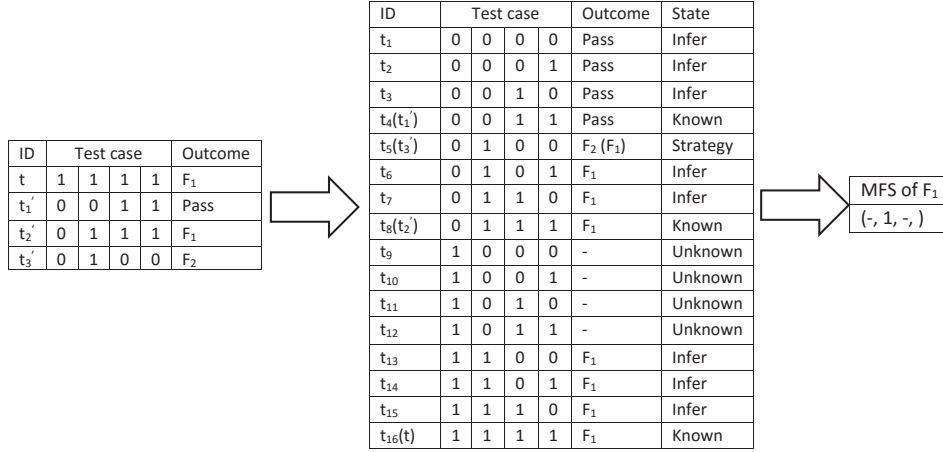 ID Test case Outcome
t 1 1 1 1 F₁
t₁′ 0 0 1 1 Pass
t₂′ 0 1 1 1 F₁
t₃′ 0 1 0 0 F₂
ID Test case Outcome State
t₁ 0 0 0 0 Pass Infer
t₂ 0 0 0 1 Pass Infer
t₃ 0 0 1 0 Pass Infer
t₄(t₁′) 0 0 1 1 Pass Known
t₅(t₃′) 0 1 0 0 F₂ (F₁) Strategy
t₆ 0 1 0 1 F₁ Infer
t₇ 0 1 1 0 F₁ Infer
t₈(t₂′) 0 1 1 1 F₁ Known
t₉ 1 0 0 0 - Unknown
t₁₀ 1 0 0 1 - Unknown
t₁₁ 1 0 1 0 - Unknown
t₁₂ 1 0 1 1 - Unknown
t₁₃ 1 1 0 0 F₁ Infer
t₁₄ 1 1 0 1 F₁ Infer
t₁₅ 1 1 1 0 F₁ Infer
t₁₆(t) 1 1 1 1 F₁ Known
MFS of F₁
(-, 1, -, )